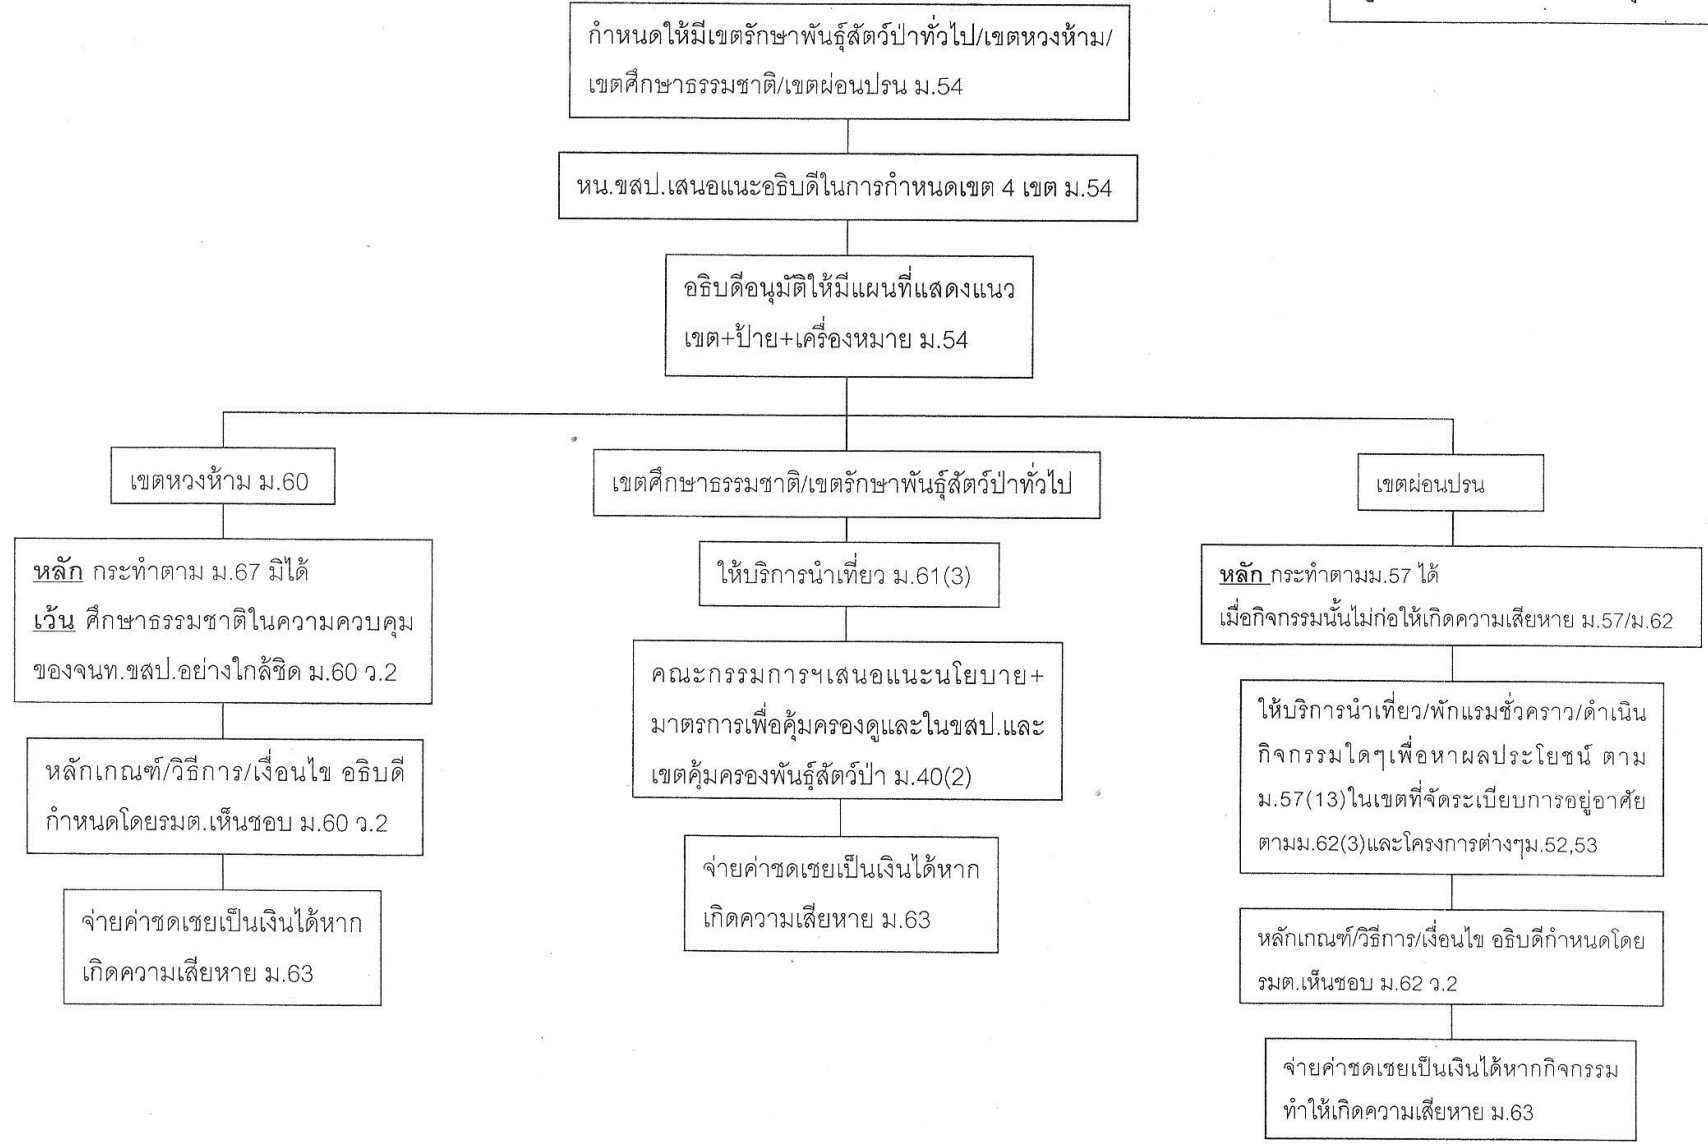 กำหนดให้มีเขตรักษาพันธุ์สัตว์ป่าทั่วไป/เขตหวงห้าม/
เขตศึกษาธรรมชาติ/เขตผ่อนปรน ม.54
หน.ขสป.เสนอแนะอธิบดีในการกำหนดเขต 4 เขต ม.54
อธิบดีอนุมัติให้มีแผนที่แสดงแนว
เขต+ป้าย+เครื่องหมาย ม.54
เขตหวงห้าม ม.60
หลัก กระทำตาม ม.67 มิได้
เว้น ศึกษาธรรมชาติในความควบคุม
ของจนท.ขสป.อย่างใกล้ชิด ม.60 ว.2
หลักเกณฑ์/วิธีการ/เงื่อนไข อธิบดี
กำหนดโดยรมต.เห็นชอบ ม.60 ว.2
จ่ายค่าชดเชยเป็นเงินได้หาก
เกิดความเสียหาย ม.63
เขตศึกษาธรรมชาติ/เขตรักษาพันธุ์สัตว์ป่าทั่วไป
ให้บริการนำเที่ยว ม.61(3)
คณะกรรมการฯเสนอแนะนโยบาย+
มาตรการเพื่อคุ้มครองดูและในขสป.และ
เขตคุ้มครองพันธุ์สัตว์ป่า ม.40(2)
จ่ายค่าชดเชยเป็นเงินได้หาก
เกิดความเสียหาย ม.63
เขตผ่อนปรน
หลัก กระทำตามม.57 ได้
เมื่อกิจกรรมนั้นไม่ก่อให้เกิดความเสียหาย ม.57/ม.62
ให้บริการนำเที่ยว/พักแรมชั่วคราว/ดำเนิน
กิจกรรมใดๆเพื่อหาผลประโยชน์ ตาม
ม.57(13)ในเขตที่จัดระเบียบการอยู่อาศัย
ตามม.62(3)และโครงการต่างๆม.52,53
หลักเกณฑ์/วิธีการ/เงื่อนไข อธิบดีกำหนดโดย
รมต.เห็นชอบ ม.62 ว.2
จ่ายค่าชดเชยเป็นเงินได้หากกิจกรรม
ทำให้เกิดความเสียหาย ม.63